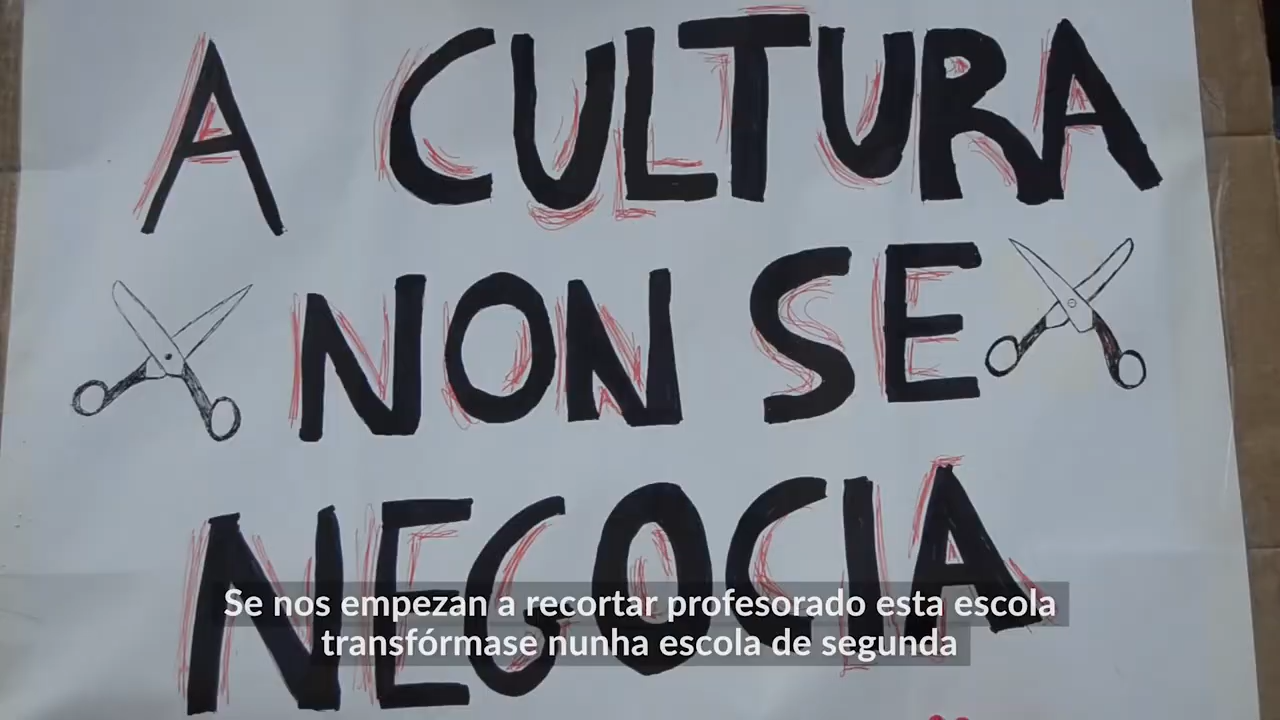 A CULTURA
NON SE
NEGOCIA
Se nos empezan a recortar profesorado esta escola
transfórmase nunha escola de segunda